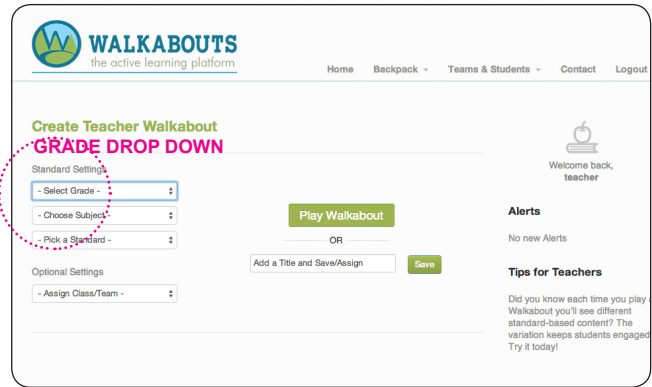 WALKABOUTS
the active learning platform
Home Backpack Teams & Students Contact Logout
Create Teacher Walkabout
GRADE DROP DOWN
Standard Settings
- Select Grade -
- Choose Subject -
- Pick a Standard -
Optional Settings
- Assign Class/Team -
Play Walkabout
OR
Add a Title and Save/Assign Save
Welcome back,
teacher
Alerts
No new Alerts
Tips for Teachers
Did you know each time you play a
Walkabout you'll see different
standard-based content? The
variation keeps students engaged
Try it today!